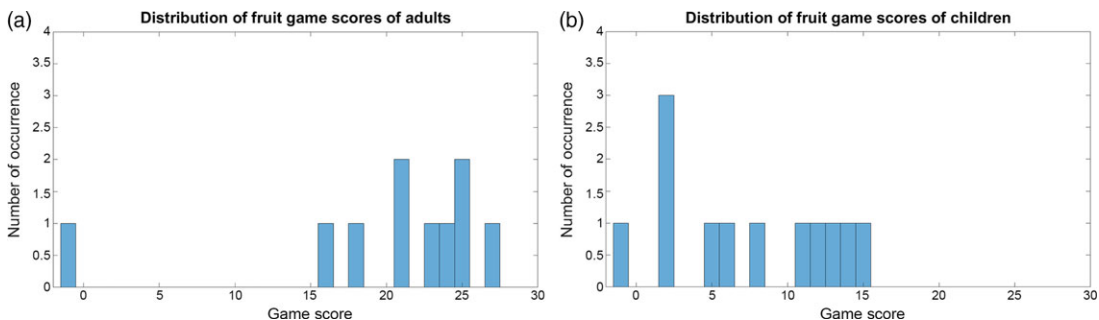 (a)
Distribution of fruit game scores of adults
Number of occurrence
4
3.5
3
2.5
2
1.5
1
0.5
0
0 5 10 15 20 25 30
Game score
(b)
Distribution of fruit game scores of children
Number of occurrence
4
3.5
3
2.5
2
1.5
1
0.5
0
0 5 10 15 20 25 30
Game score